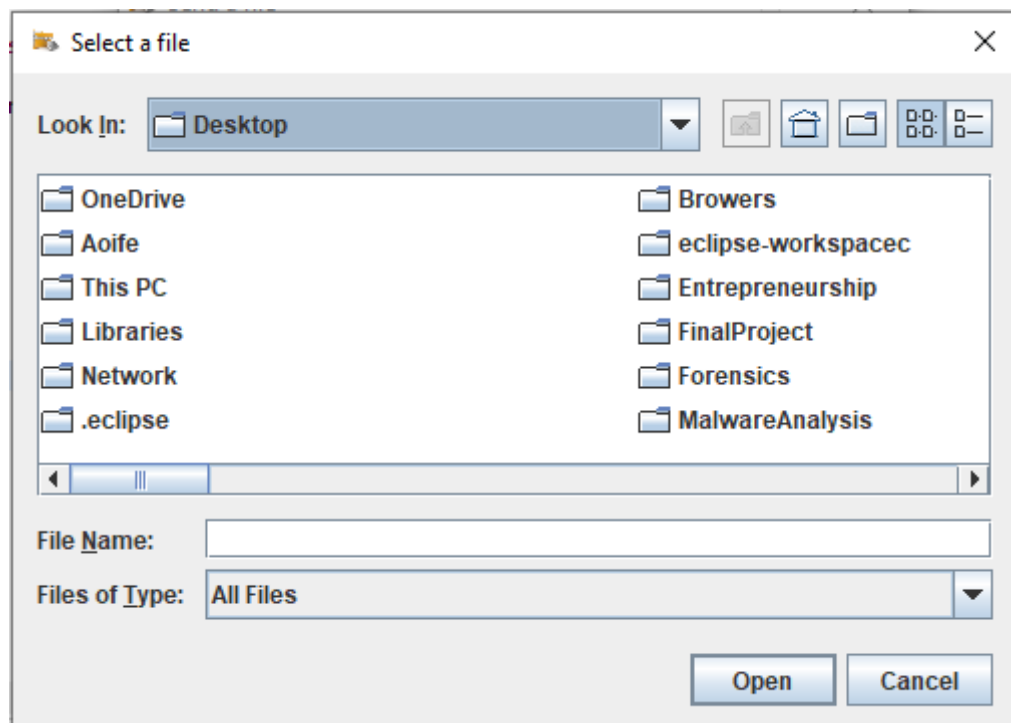 Select a file
Look In: Desktop
OneDrive Browers
Aoife eclipse-workspacec
This PC Entrepreneurship
Libraries FinalProject
Network Forensics
.eclipse MalwareAnalysis
File Name:
Files of Type: All Files
Open Cancel